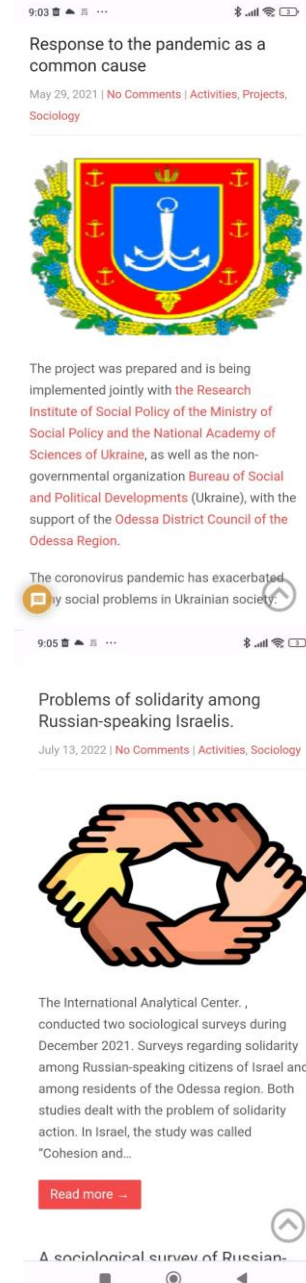 9:03
Response to the pandemic as a
common cause
May 29, 2021 | No Comments | Activities, Projects,
Sociology
The project was prepared and is being
implemented jointly with the Research
Institute of Social Policy of the Ministry of
Social Policy and the National Academy of
Sciences of Ukraine, as well as the non-
governmental organization Bureau of Social
and Political Developments (Ukraine), with the
support of the Odessa District Council of the
Odessa Region.
The coronovirus pandemic has exacerbated
social problems in Ukrainian society.
9:05
Problems of solidarity among
Russian-speaking Israelis.
July 13, 2022 | No Comments | Activities, Sociology
The International Analytical Center. ,
conducted two sociological surveys during
December 2021. Surveys regarding solidarity
among Russian-speaking citizens of Israel and
among residents of the Odessa region. Both
studies dealt with the problem of solidarity
action. In Israel, the study was called
"Cohesion and...
Read more →
A sociological survey of Russian-